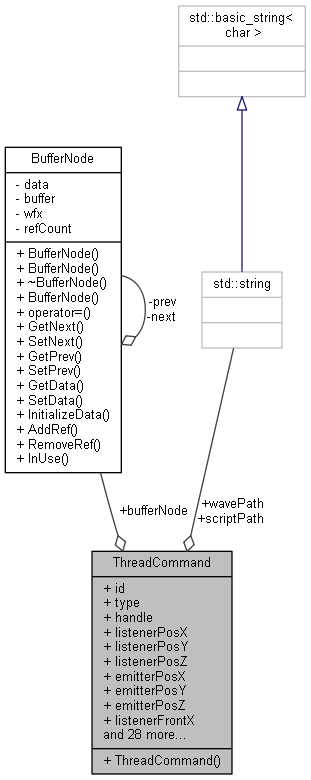 std::basic_string<
char >
BufferNode
- data
- buffer
- wfx
- refCount
+ BufferNode()
+ BufferNode()
+ ~BufferNode()
+ BufferNode()
+ operator=()
+ GetNext()
+ SetNext()
+ GetPrev()
+ SetPrev()
+ GetData()
+ SetData()
+ InitializeData()
+ AddRef()
+ RemoveRef()
+ InUse()
-prev
-next
std::string
+bufferNode
+wavePath
+scriptPath
ThreadCommand
+ id
+ type
+ handle
+ listenerPosX
+ listenerPosY
+ listenerPosZ
+ emitterPosX
+ emitterPosY
+ emitterPosZ
+ listenerFrontX
and 28 more...
+ ThreadCommand()